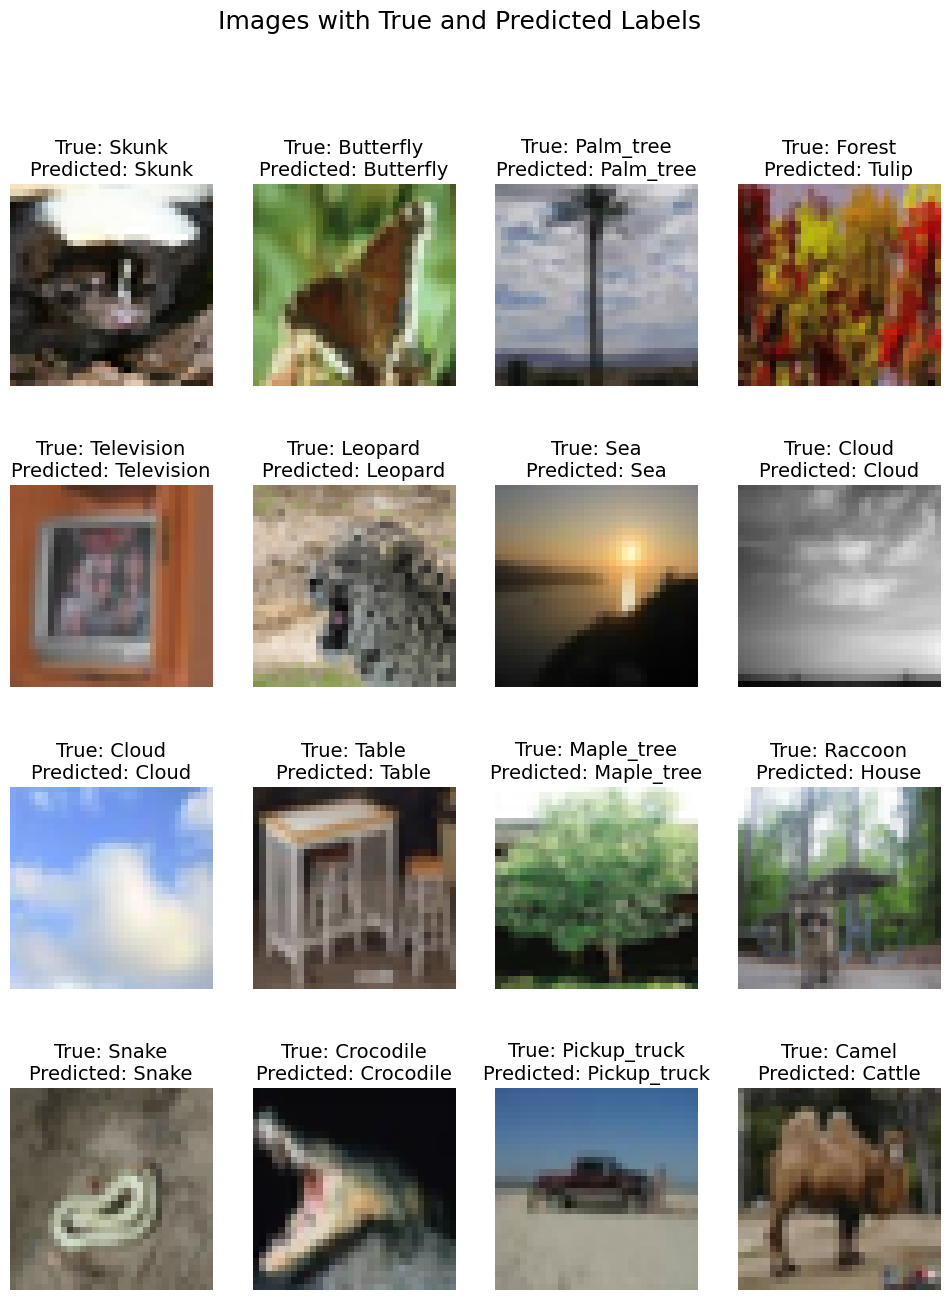 Images with True and Predicted Labels
True: Skunk
Predicted: Skunk
True: Butterfly
Predicted: Butterfly
True: Palm_tree
Predicted: Palm_tree
True: Forest
Predicted: Tulip
True: Television
Predicted: Television
True: Leopard
Predicted: Leopard
True: Sea
Predicted: Sea
True: Cloud
Predicted: Cloud
True: Cloud
Predicted: Cloud
True: Table
Predicted: Table
True: Maple_tree
Predicted: Maple_tree
True: Raccoon
Predicted: House
True: Snake
Predicted: Snake
True: Crocodile
Predicted: Crocodile
True: Pickup_truck
Predicted: Pickup_truck
True: Camel
Predicted: Cattle